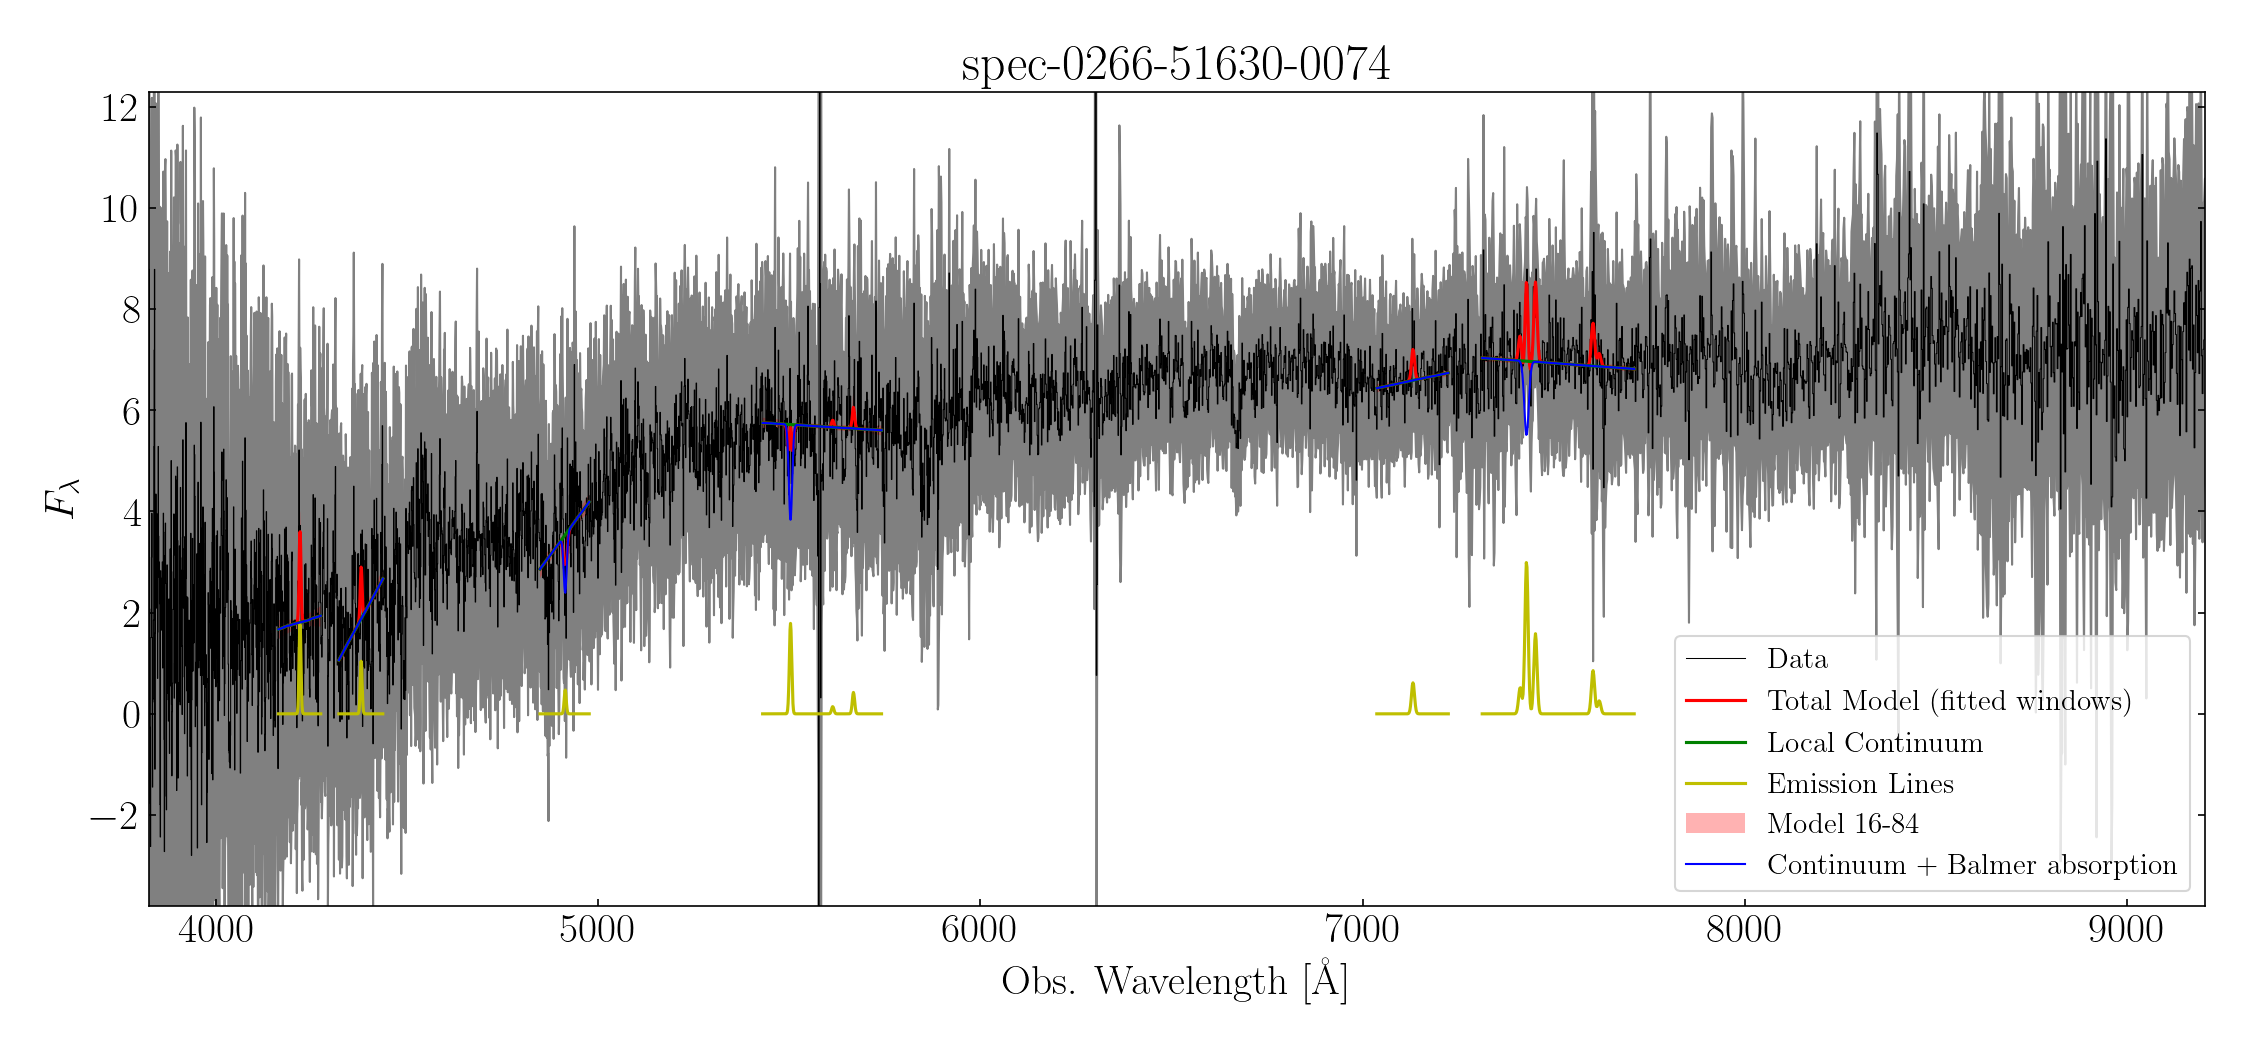 spec-0266-51630-0074
12
10
8
6
4
2
0
−2
F_λ
4000 5000 6000 7000 8000 9000
Obs. Wavelength [Å]
Data
Total Model (fitted windows)
Local Continuum
Emission Lines
Model 16-84
Continuum + Balmer absorption